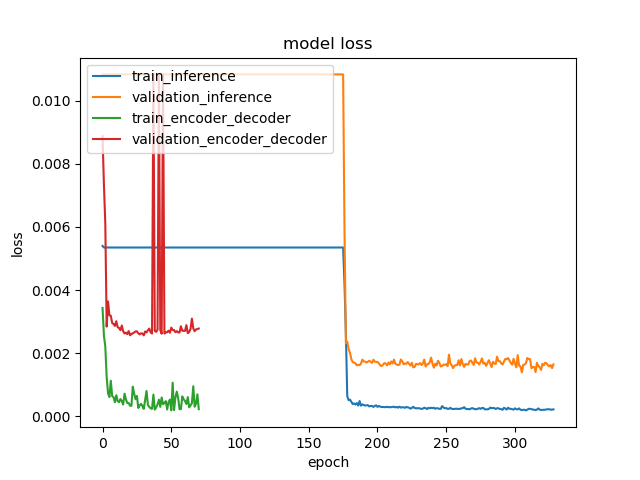 model loss
train_inference
validation_inference
train_encoder_decoder
validation_encoder_decoder
loss
0.010
0.008
0.006
0.004
0.002
0.000
0 50 100 150 200 250 300
epoch